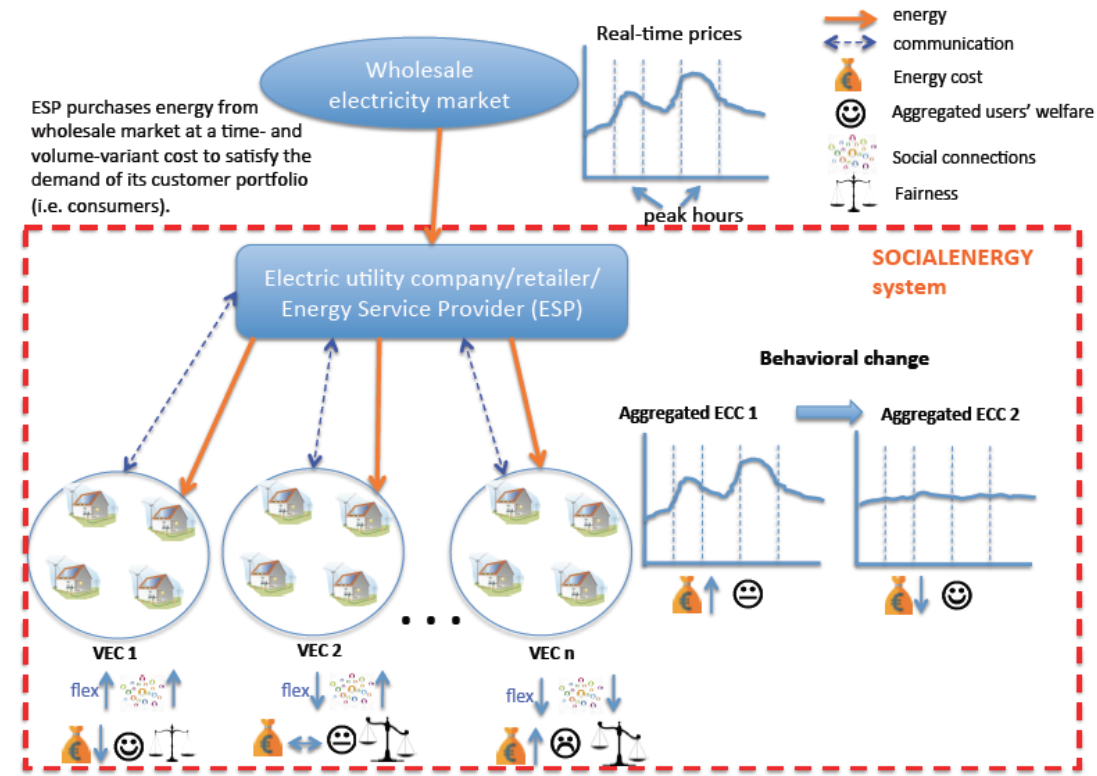 Real-time prices
energy
communication
Energy cost
Aggregated users' welfare
Social connections
Fairness
Wholesale
electricity market
ESP purchases energy from
wholesale market at a time- and
volume-variant cost to satisfy the
demand of its customer portfolio
(i.e. consumers).
peak hours
SOCIALENERGY
system
Electric utility company/retailer/
Energy Service Provider (ESP)
Behavioral change
Aggregated ECC 1
Aggregated ECC 2
€
€
. . .
VEC 1
VEC 2
VEC n
flex
flex
flex
€
€
€